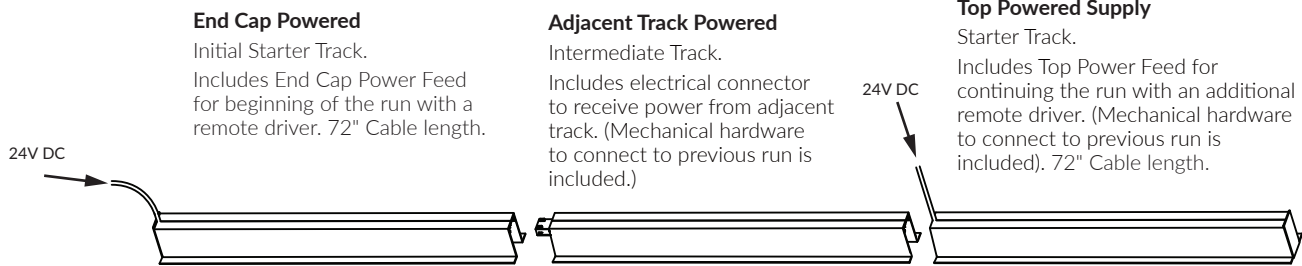 End Cap Powered
Initial Starter Track.
Includes End Cap Power Feed
for beginning of the run with a
remote driver. 72" Cable length.
24V DC
Adjacent Track Powered
Intermediate Track.
Includes electrical connector
to receive power from adjacent
track. (Mechanical hardware
to connect to previous run is
included.)
Top Powered Supply
Starter Track.
Includes Top Power Feed for
continuing the run with an additional
remote driver. (Mechanical hardware
to connect to previous run is
included). 72" Cable length.
24V DC